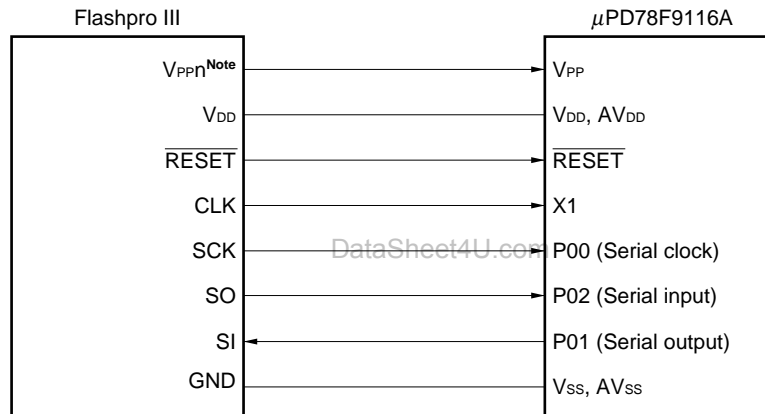 Flashpro III μPD78F9116A
VPPnNote VPP
VDD VDD, AVDD
RESET RESET
CLK X1
SCK DataSheet4U.com P00 (Serial clock)
SO P02 (Serial input)
SI P01 (Serial output)
GND VSS, AVSS